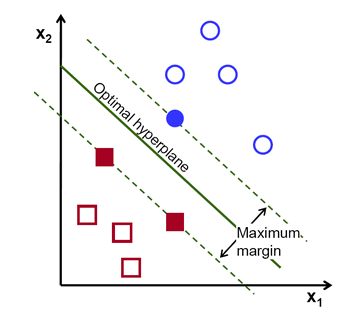 x2
Optimal hyperplane
Maximum
margin
x1